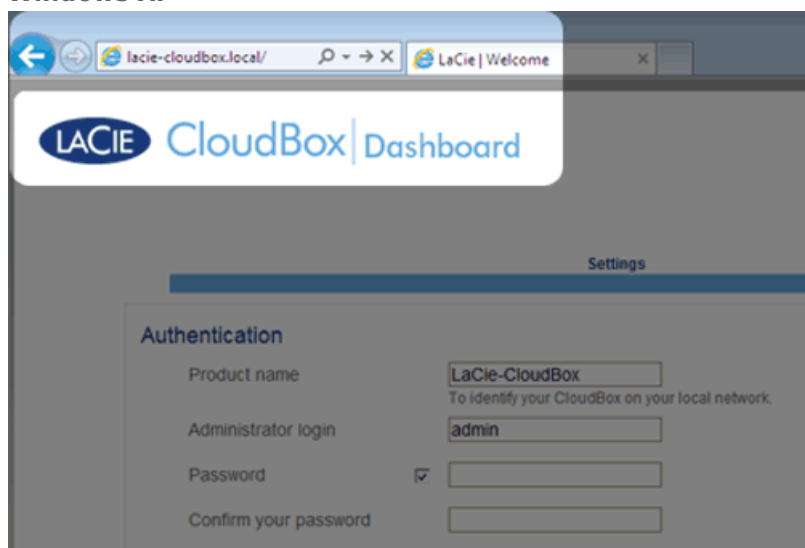 lacie-cloudbox.local/
LaCie | Welcome
LACIE CloudBox Dashboard
Settings
Authentication
Product name LaCie-CloudBox
To identify your CloudBox on your local network.
Administrator login admin
Password
Confirm your password